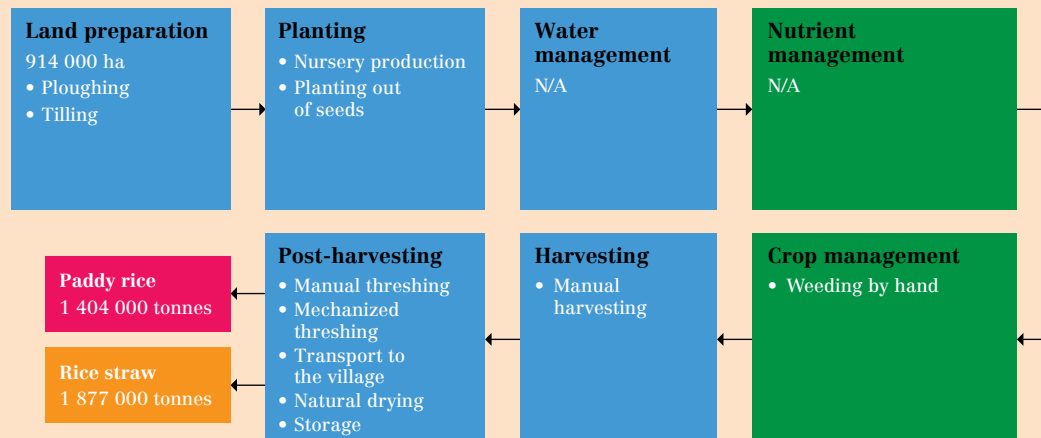 Land preparation
914 000 ha
• Ploughing
• Tilling
Planting
• Nursery production
• Planting out
of seeds
Water
management
N/A
Nutrient
management
N/A
Paddy rice
1 404 000 tonnes
Rice straw
1 877 000 tonnes
Post-harvesting
• Manual threshing
• Mechanized
threshing
• Transport to
the village
• Natural drying
• Storage
Harvesting
• Manual
harvesting
Crop management
• Weeding by hand